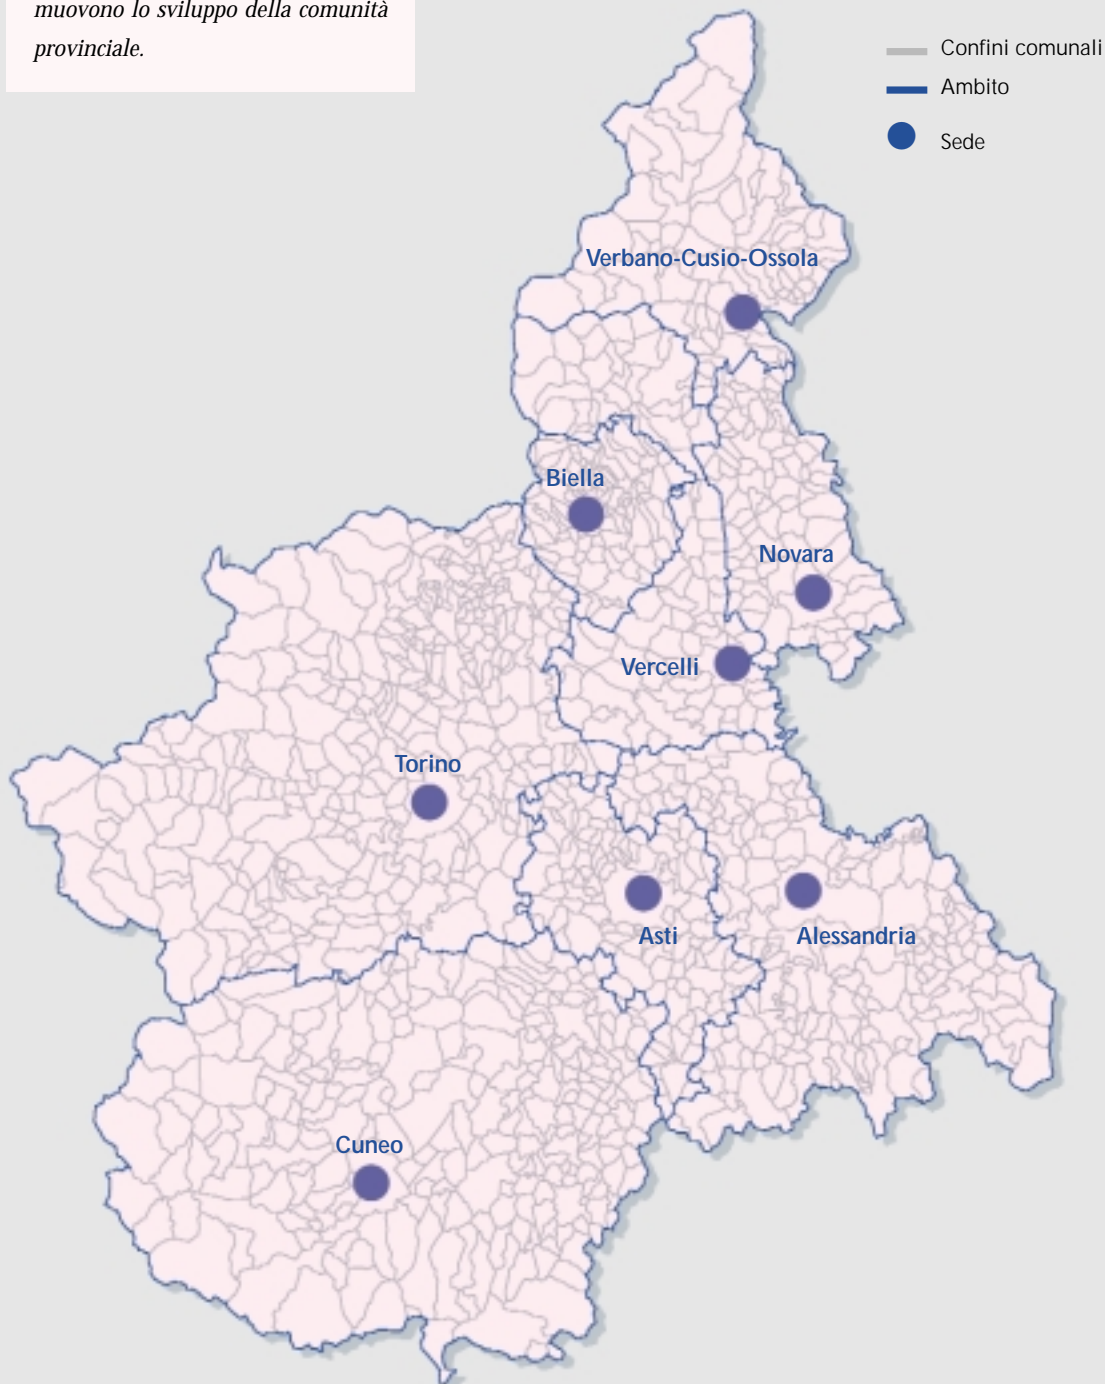 muovono lo sviluppo della comunità
provinciale.
Confini comunali
Ambito
Sede
Verbano-Cusio-Ossola
Biella
Novara
Vercelli
Torino
Asti
Alessandria
Cuneo